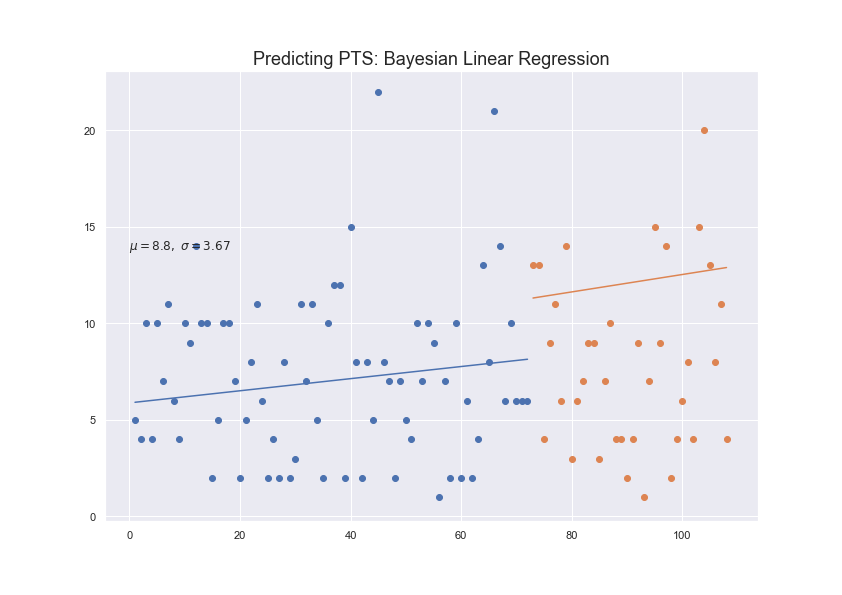 Predicting PTS: Bayesian Linear Regression
20
15
μ = 8.8, σ = 3.67
10
5
0
0 20 40 60 80 100